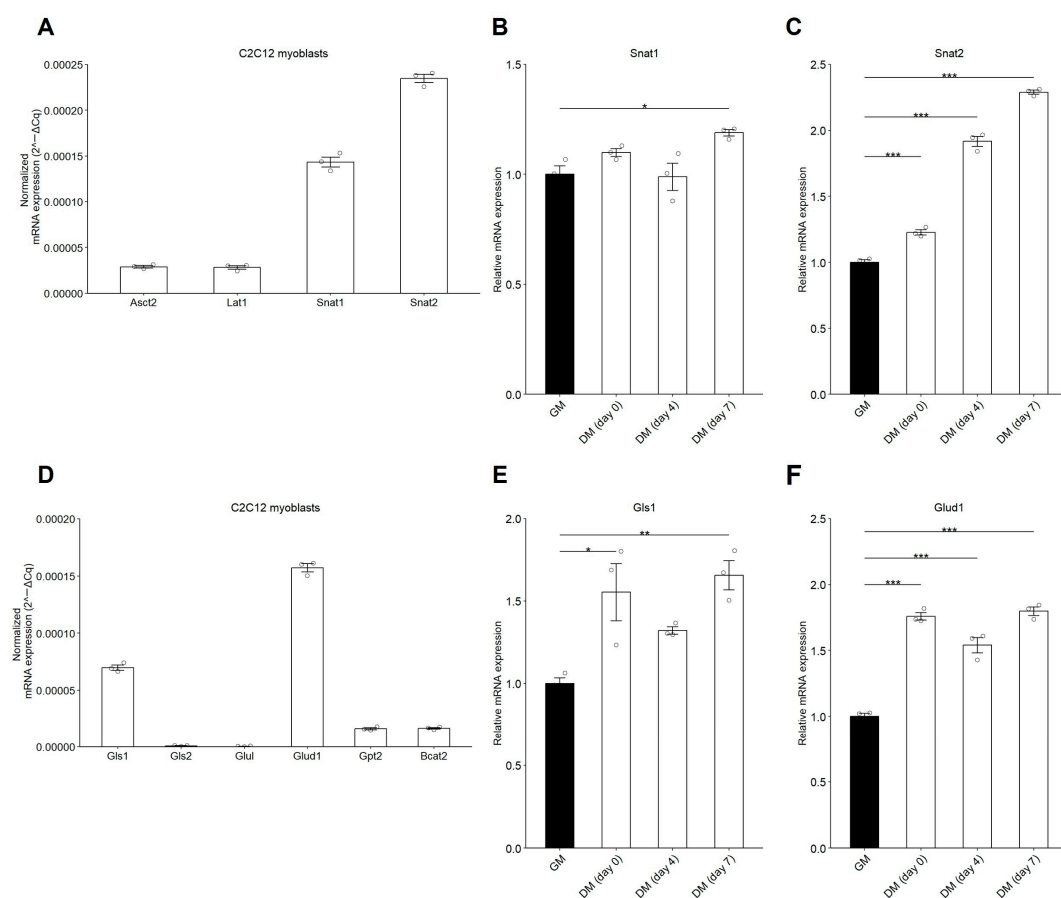 A
C2C12 myoblasts
Normalized
mRNA expression (2^−ΔCq)
0.00025
0.00020
0.00015
0.00010
0.00005
0.00000
Asct2 Lat1 Snat1 Snat2
B
Snat1
Relative mRNA expression
1.5
1.0
0.5
0.0
*
GM DM (day 0) DM (day 4) DM (day 7)
C
Snat2
Relative mRNA expression
2.5
2.0
1.5
1.0
0.5
0.0
***
***
***
GM DM (day 0) DM (day 4) DM (day 7)
D
C2C12 myoblasts
Normalized
mRNA expression (2^−ΔCq)
0.00020
0.00015
0.00010
0.00005
0.00000
Gls1 Gls2 Glul Glud1 Gpt2 Bcat2
E
Gls1
Relative mRNA expression
2.0
1.5
1.0
0.5
0.0
**
*
GM DM (day 0) DM (day 4) DM (day 7)
F
Glud1
Relative mRNA expression
2.5
2.0
1.5
1.0
0.5
0.0
***
***
***
GM DM (day 0) DM (day 4) DM (day 7)